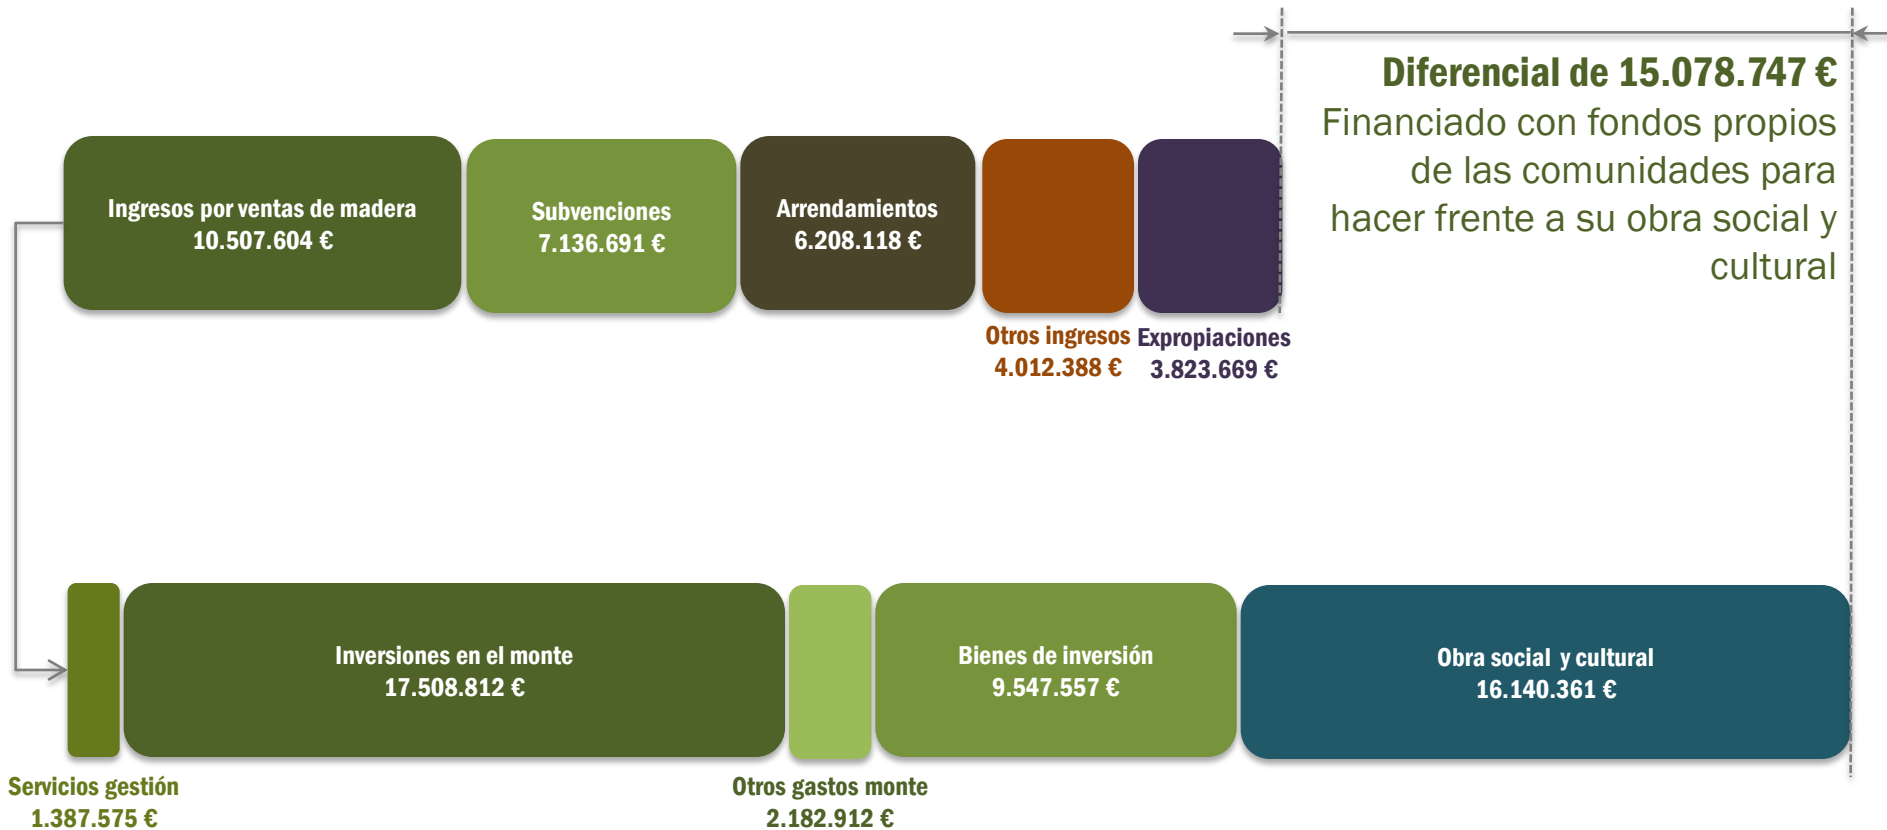 Diferencial de 15.078.747 €
Financiado con fondos propios
de las comunidades para
hacer frente a su obra social y
cultural
Ingresos por ventas de madera
10.507.604 €
Subvenciones
7.136.691 €
Arrendamientos
6.208.118 €
Otros ingresos
4.012.388 €
Expropiaciones
3.823.669 €
Servicios gestión
1.387.575 €
Inversiones en el monte
17.508.812 €
Otros gastos monte
2.182.912 €
Bienes de inversión
9.547.557 €
Obra social y cultural
16.140.361 €